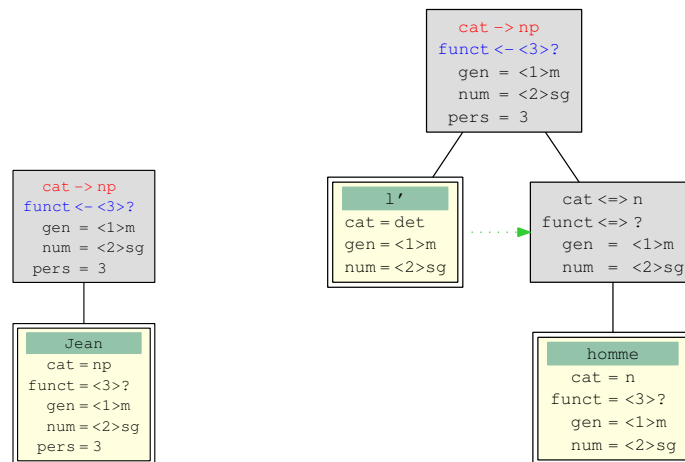 cat -> np
funct <- <3>?
gen = <1>m
num = <2>sg
pers = 3
Jean
cat = np
funct = <3>?
gen = <1>m
num = <2>sg
pers = 3
cat -> np
funct <- <3>?
gen = <1>m
num = <2>sg
pers = 3
l'
cat = det
gen = <1>m
num = <2>sg
cat <=> n
funct <=> ?
gen = <1>m
num = <2>sg
homme
cat = n
funct = <3>?
gen = <1>m
num = <2>sg